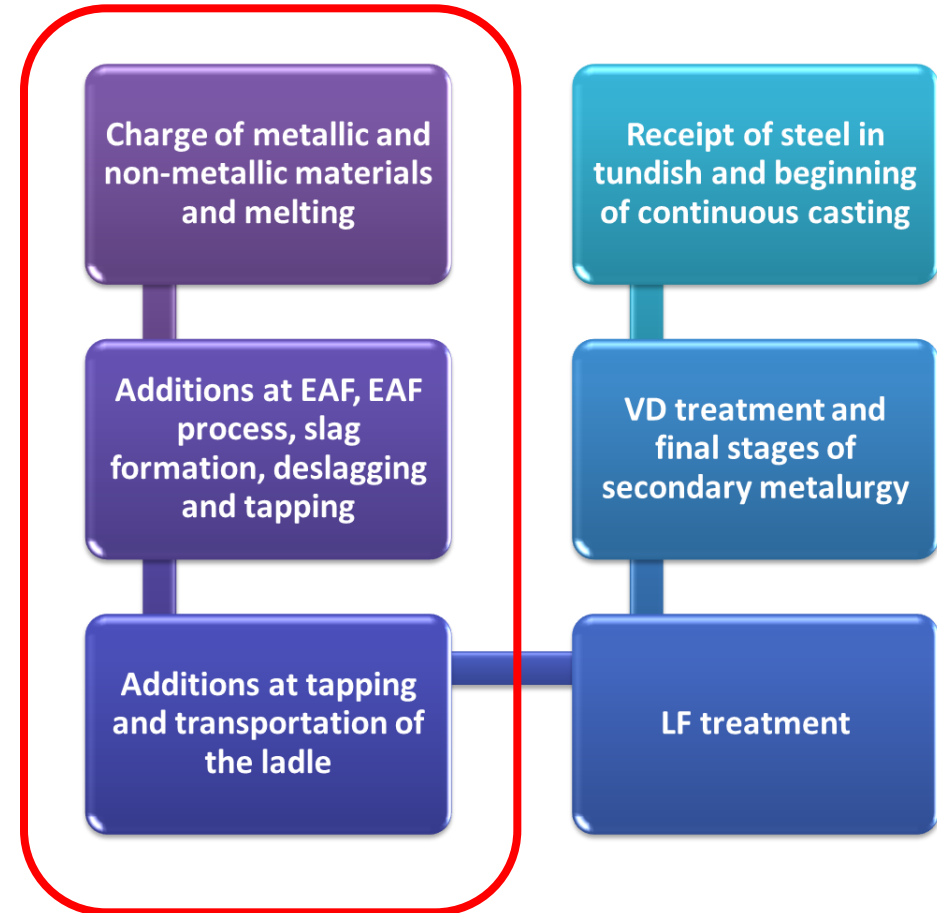 Charge of metallic and
non-metallic materials
and melting
Additions at EAF, EAF
process, slag
formation, deslagging
and tapping
Additions at tapping
and transportation of
the ladle
LF treatment
VD treatment and
final stages of
secondary metalurgy
Receipt of steel in
tundish and beginning
of continuous casting